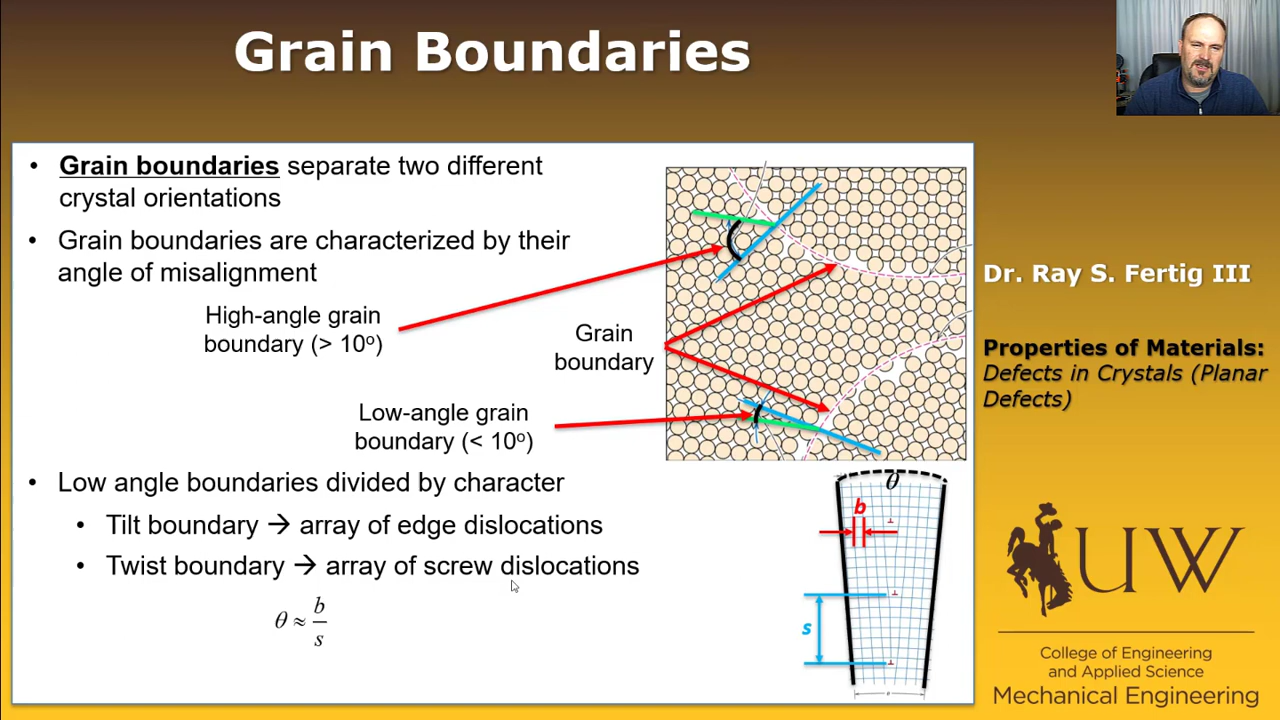 Grain Boundaries
• Grain boundaries separate two different
crystal orientations
• Grain boundaries are characterized by their
angle of misalignment
High-angle grain
boundary (> 10º)
Grain
boundary
Low-angle grain
boundary (< 10º)
• Low angle boundaries divided by character
• Tilt boundary → array of edge dislocations
• Twist boundary → array of screw dislocations
θ ≈ b/s
θ
b
s
Dr. Ray S. Fertig III
Properties of Materials:
Defects in Crystals (Planar
Defects)
UW
College of Engineering
and Applied Science
Mechanical Engineering